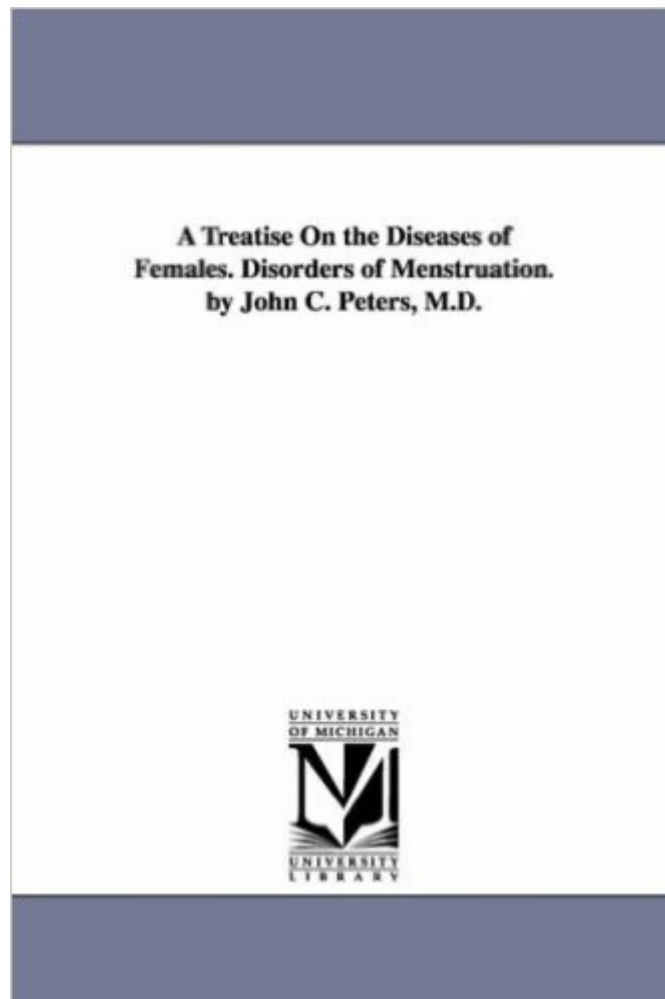 A Treatise On the Diseases of
Females. Disorders of Menstruation.
by John C. Peters, M.D.
UNIVERSITY
OF MICHIGAN
UNIVERSITY
LIBRARY